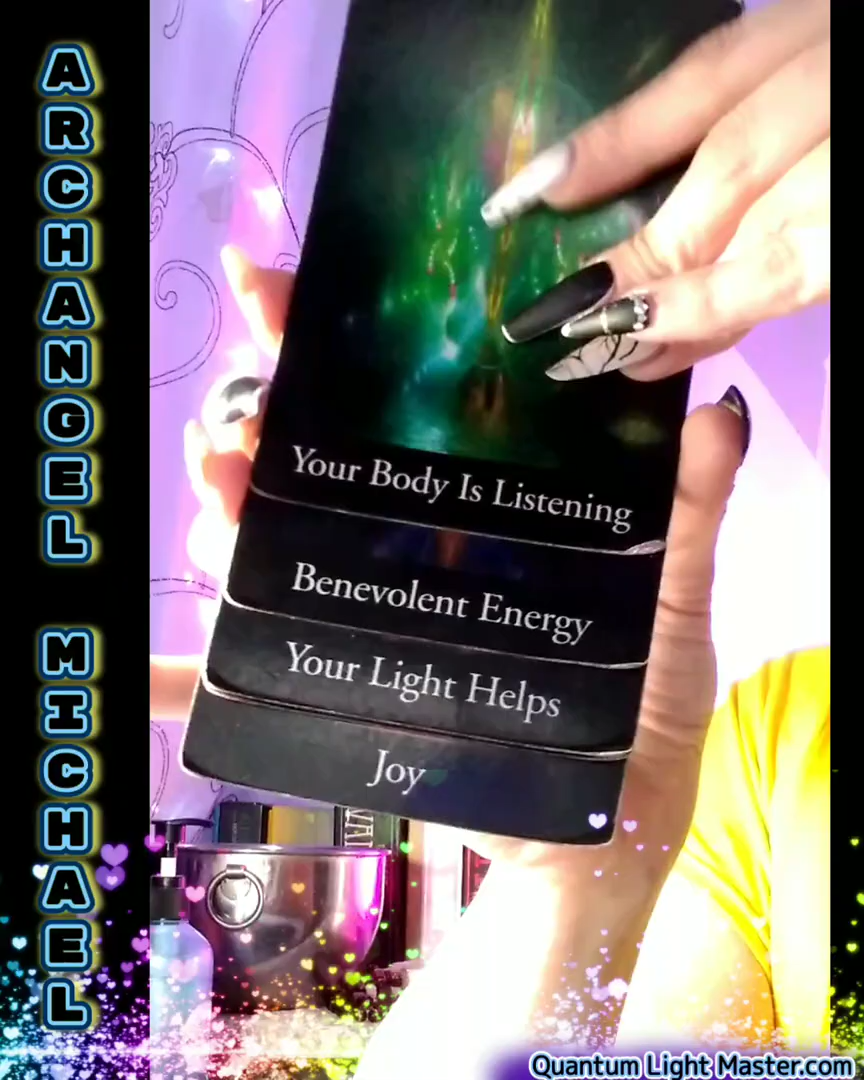 ARCHANGEL MICHAEL
Your Body Is Listening
Benevolent Energy
Your Light Helps
Joy
Quantum Light Master.com